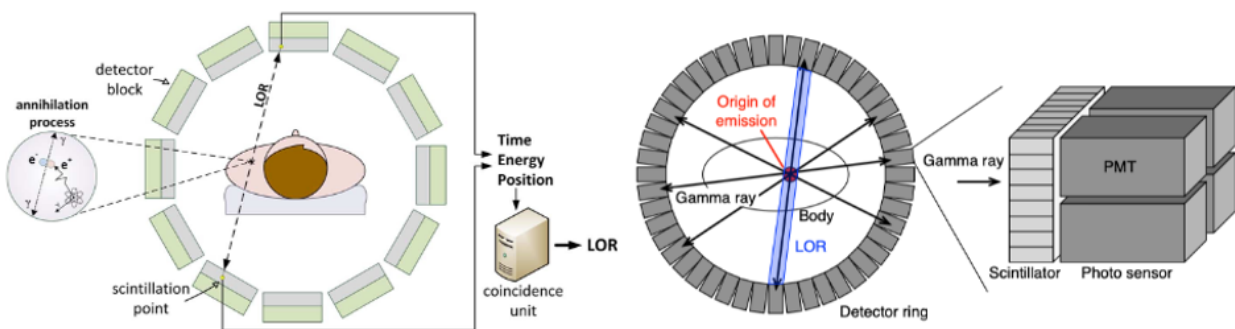 detector
block
annihilation
process
γ
e⁻
e⁺
γ
LOR
scintillation
point
Time
Energy
Position
LOR
coincidence
unit
Origin of
emission
Gamma ray
Body
LOR
Detector ring
Gamma ray
PMT
Scintillator
Photo sensor